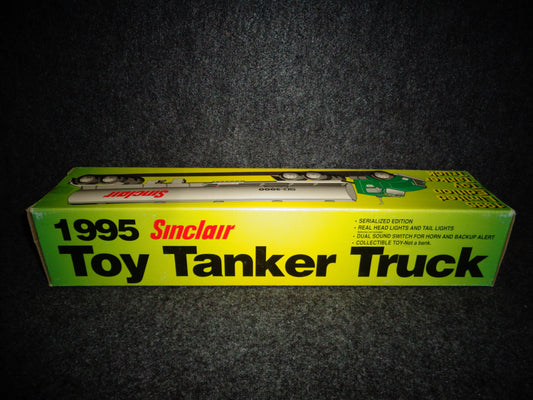 Sinclair
1995 Sinclair
Toy Tanker Truck
- SERIALIZED EDITION
- REAL HEAD LIGHTS AND TAIL LIGHTS
- DUAL SOUND SWITCH FOR HORN AND BACKUP ALERT
- COLLECTIBLE TOY-Not a bank.